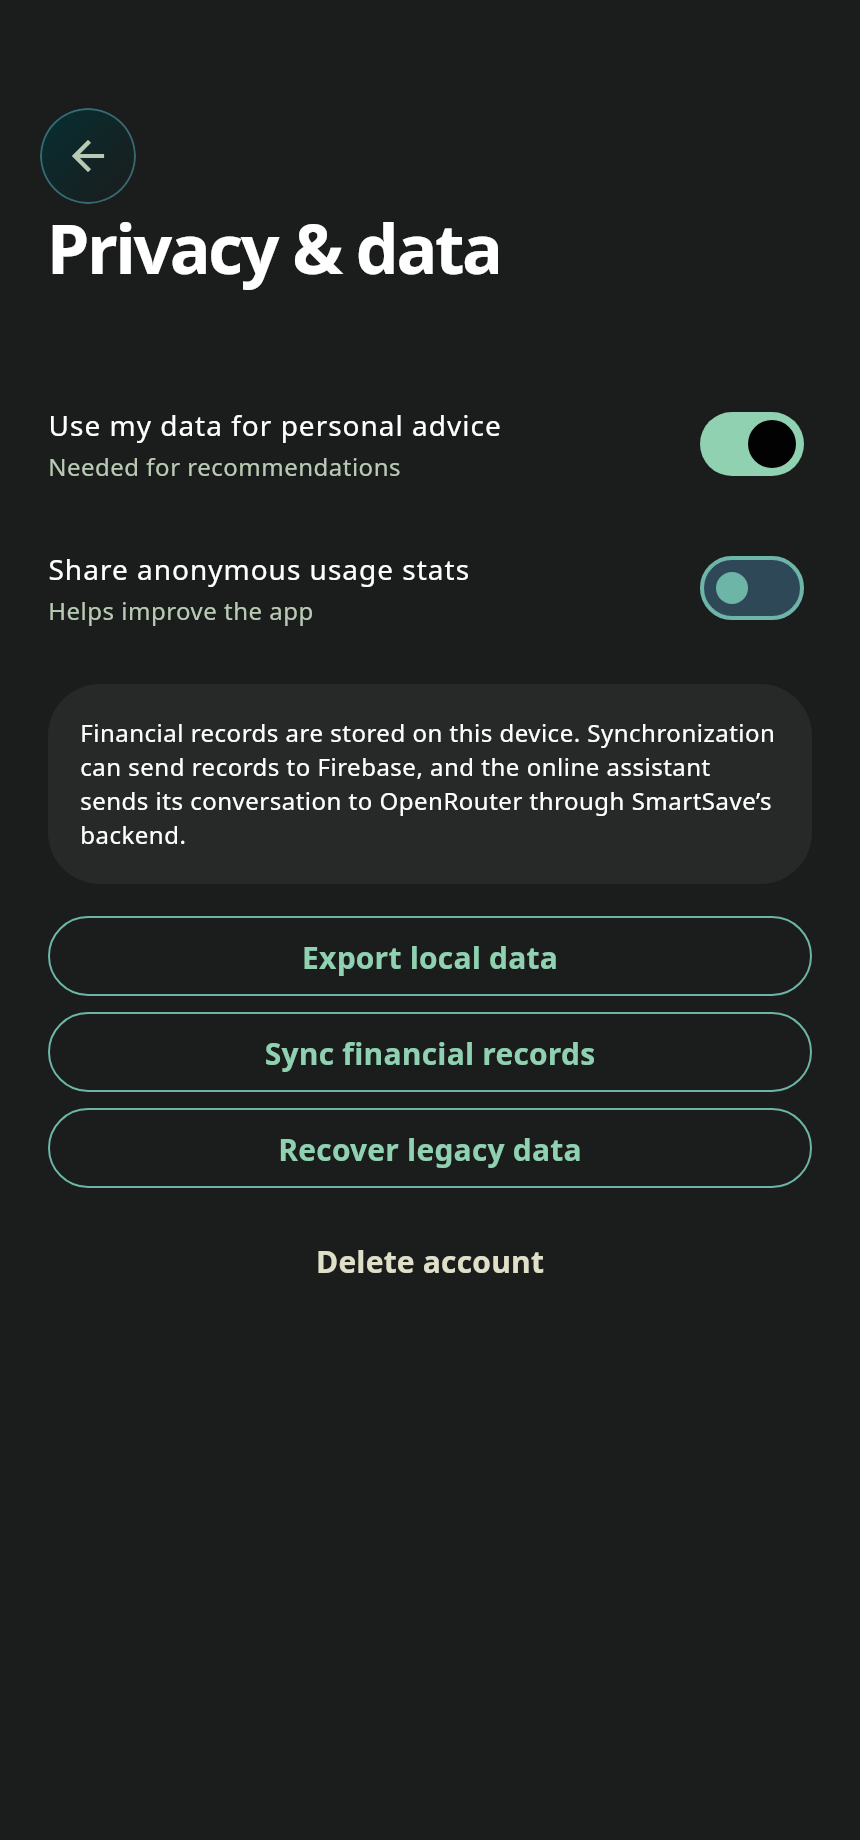 Privacy & data
Use my data for personal advice
Needed for recommendations
Share anonymous usage stats
Helps improve the app
Financial records are stored on this device. Synchronization
can send records to Firebase, and the online assistant
sends its conversation to OpenRouter through SmartSave’s
backend.
Export local data
Sync financial records
Recover legacy data
Delete account